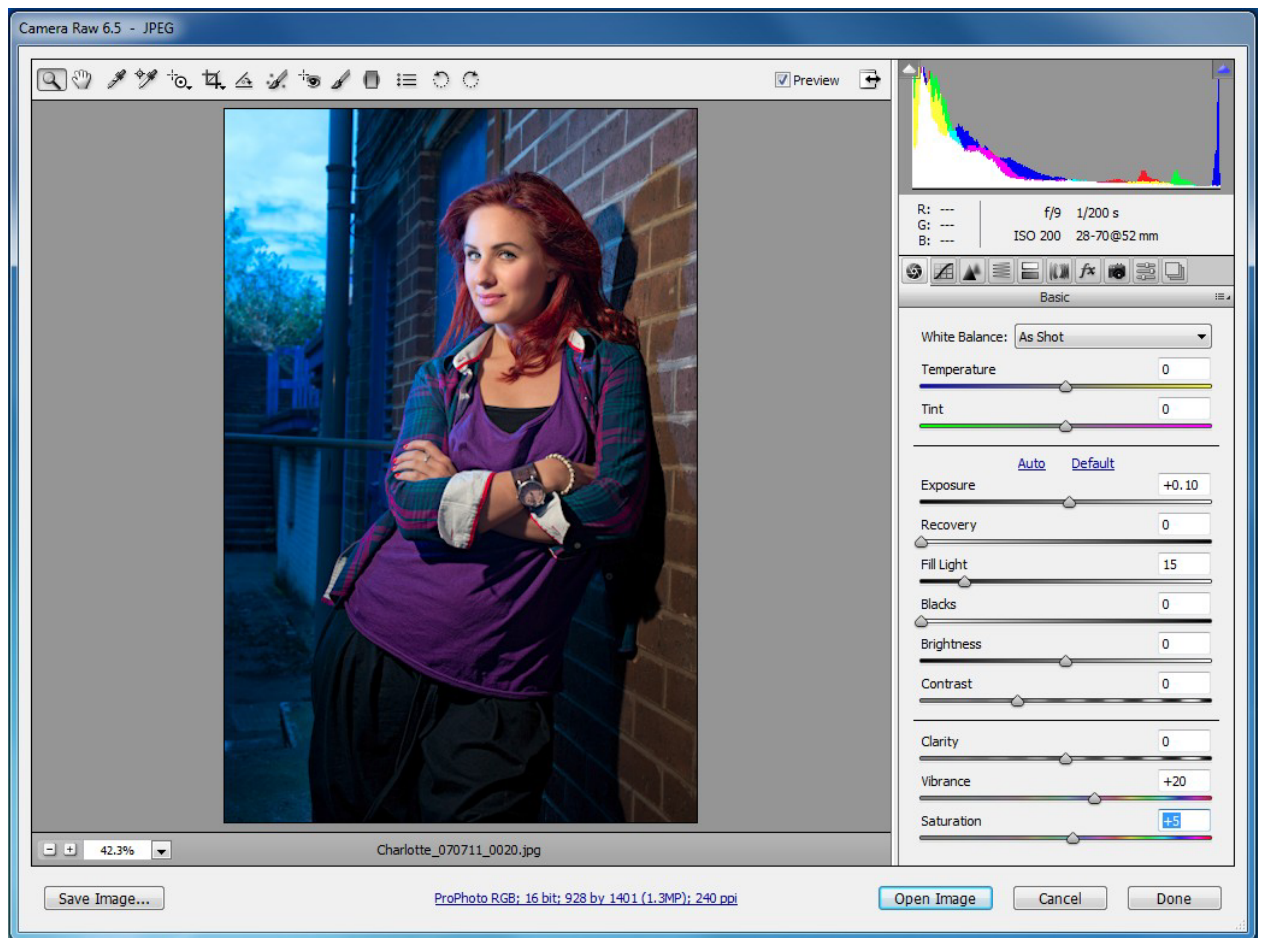 Camera Raw 6.5 - JPEG
Preview
R: ---
G: ---
B: ---
f/9 1/200 s
ISO 200 28-70@52 mm
fx
Basic
White Balance: As Shot
Temperature 0
Tint 0
Auto Default
Exposure +0.10
Recovery 0
Fill Light 15
Blacks 0
Brightness 0
Contrast 0
Clarity 0
Vibrance +20
Saturation +5
- + 42.3%
Charlotte_070711_0020.jpg
Save Image...
ProPhoto RGB; 16 bit; 928 by 1401 (1.3MP); 240 ppi
Open Image
Cancel
Done